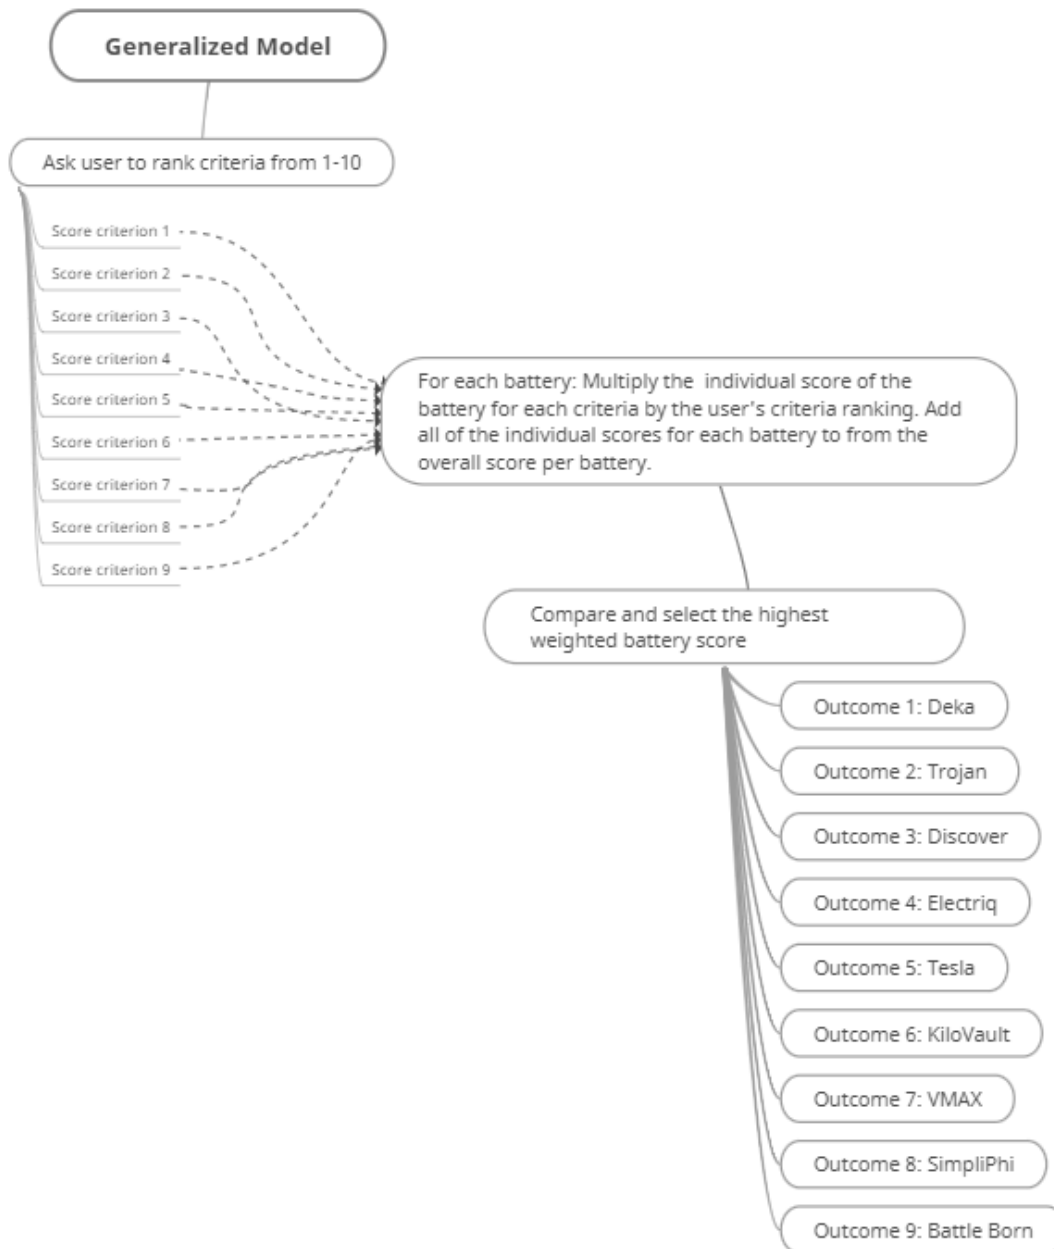 Generalized Model
Ask user to rank criteria from 1-10
Score criterion 1
Score criterion 2
Score criterion 3
Score criterion 4
Score criterion 5
Score criterion 6
Score criterion 7
Score criterion 8
Score criterion 9
For each battery: Multiply the individual score of the
battery for each criteria by the user's criteria ranking. Add
all of the individual scores for each battery to from the
overall score per battery.
Compare and select the highest
weighted battery score
Outcome 1: Deka
Outcome 2: Trojan
Outcome 3: Discover
Outcome 4: Electriq
Outcome 5: Tesla
Outcome 6: KiloVault
Outcome 7: VMAX
Outcome 8: SimpliPhi
Outcome 9: Battle Born